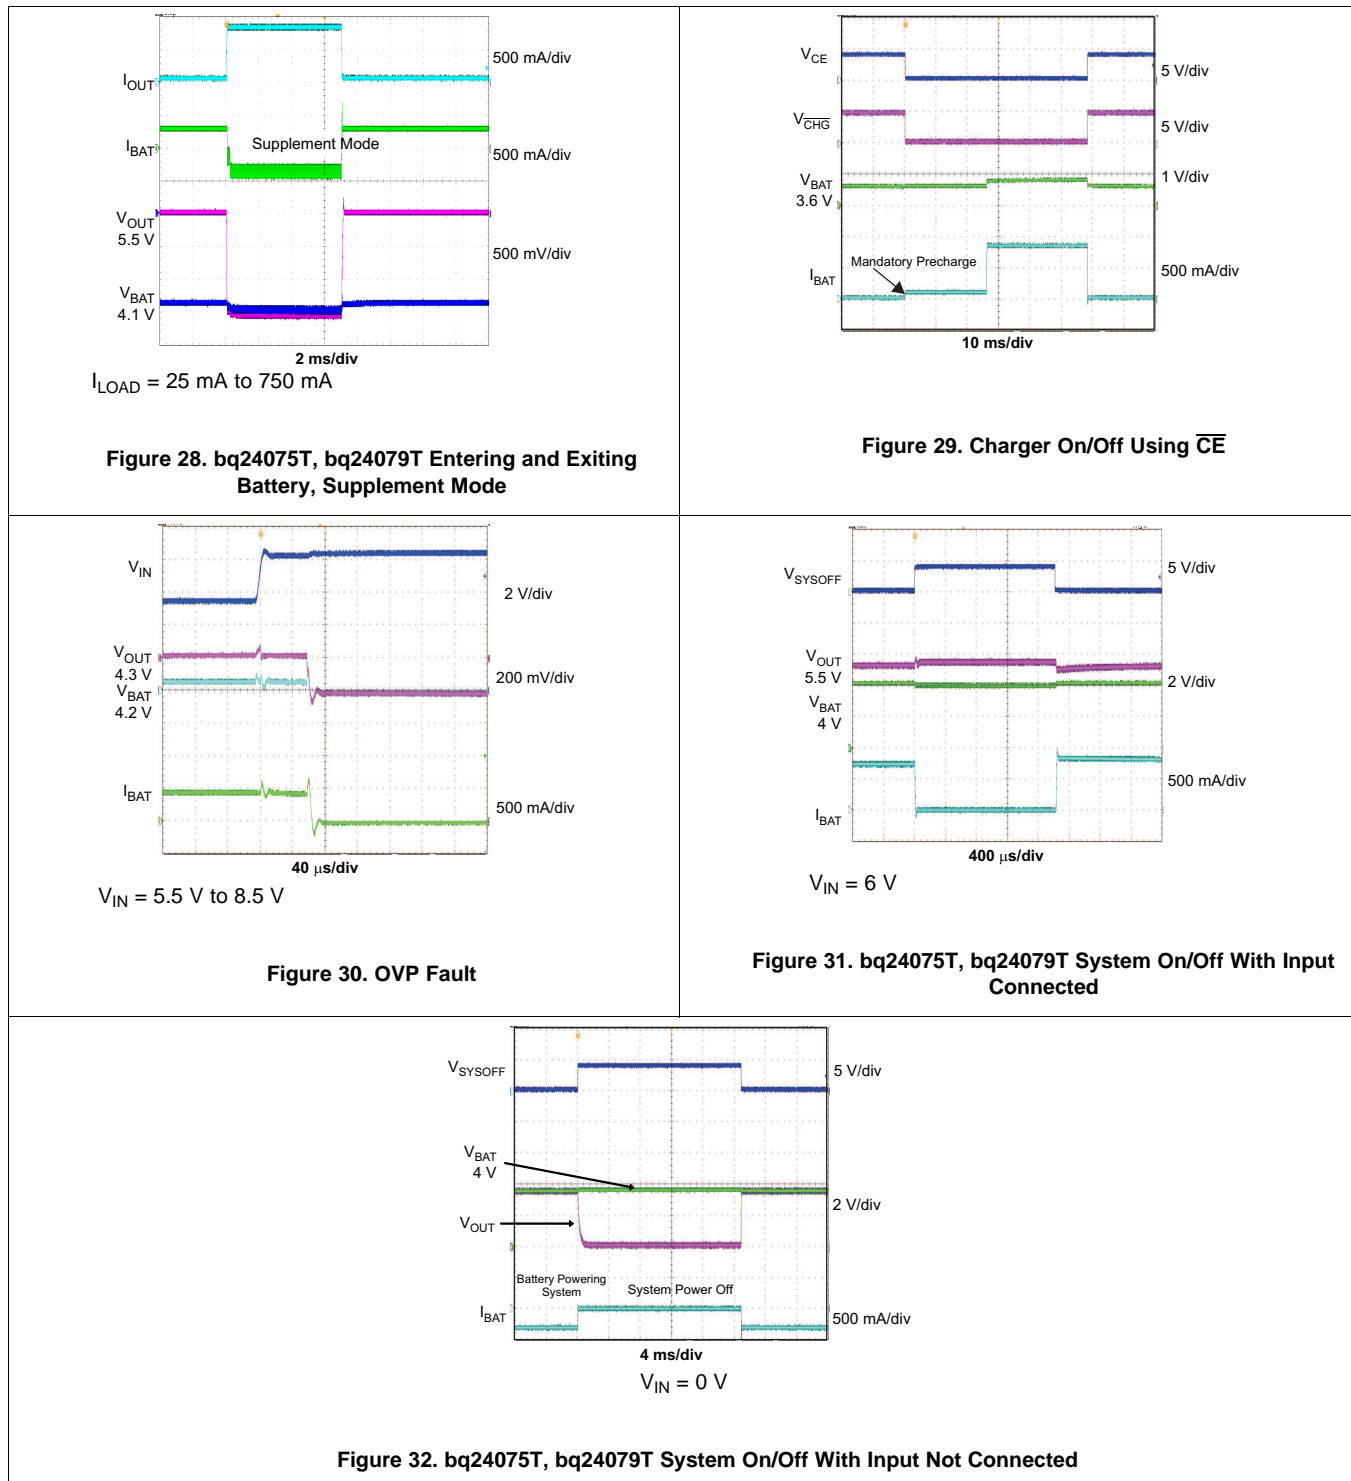 I_OUT
500 mA/div
Supplement Mode
I_BAT
500 mA/div
V_OUT
5.5 V
500 mV/div
V_BAT
4.1 V
2 ms/div
I_LOAD = 25 mA to 750 mA
Figure 28. bq24075T, bq24079T Entering and Exiting
Battery, Supplement Mode
V_CE
5 V/div
V_C̅H̅G̅
5 V/div
V_BAT
3.6 V
1 V/div
Mandatory Precharge
I_BAT
500 mA/div
10 ms/div
Figure 29. Charger On/Off Using C̅E̅
V_IN
2 V/div
V_OUT
4.3 V
V_BAT
4.2 V
200 mV/div
I_BAT
500 mA/div
40 μs/div
V_IN = 5.5 V to 8.5 V
Figure 30. OVP Fault
V_SYSOFF
5 V/div
V_OUT
5.5 V
2 V/div
V_BAT
4 V
500 mA/div
I_BAT
400 μs/div
V_IN = 6 V
Figure 31. bq24075T, bq24079T System On/Off With Input
Connected
V_SYSOFF
5 V/div
V_BAT
4 V
2 V/div
V_OUT
Battery Powering
System
System Power Off
I_BAT
500 mA/div
4 ms/div
V_IN = 0 V
Figure 32. bq24075T, bq24079T System On/Off With Input Not Connected